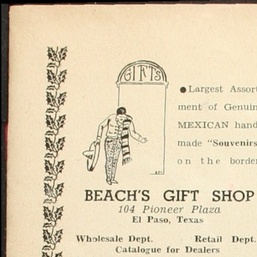 GIFTS
● Largest Assort
ment of Genuin
MEXICAN hand
made "Souvenirs
on the border
BEACH'S GIFT SHOP
104 Pioneer Plaza
El Paso, Texas
Wholesale Dept. Retail Dept.
Catalogue for Dealers